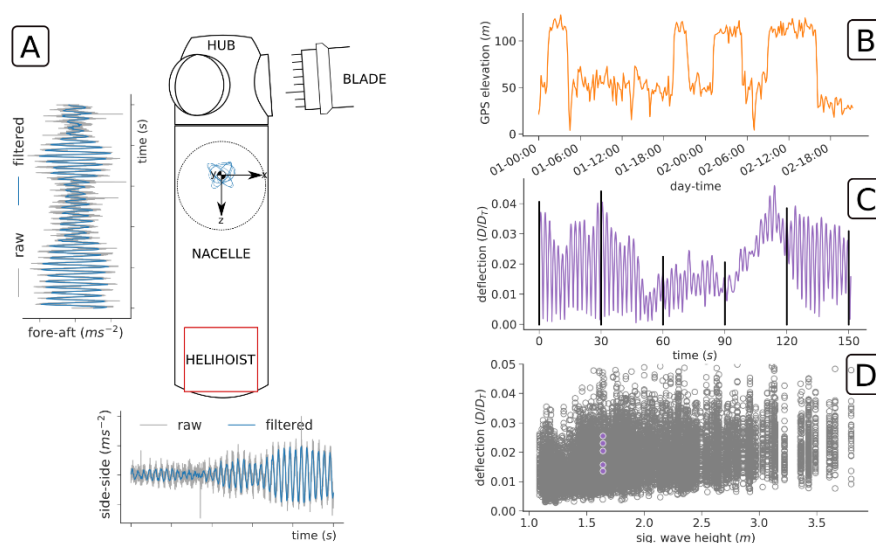 A
HUB
BLADE
filtered
raw
time (s)
fore-aft (ms⁻²)
y
x
z
NACELLE
HELIHOIST
raw
filtered
side-side (ms⁻²)
time (s)
B
GPS elevation (m)
100
50
0
01-00:00
01-06:00
01-12:00
01-18:00
02-00:00
02-06:00
02-12:00
02-18:00
day-time
C
deflection (D/D_T)
0.04
0.03
0.02
0.01
0.00
0
30
60
90
120
150
time (s)
D
deflection (D/D_T)
0.05
0.04
0.03
0.02
0.01
0.00
1.0
1.5
2.0
2.5
3.0
3.5
sig. wave height (m)